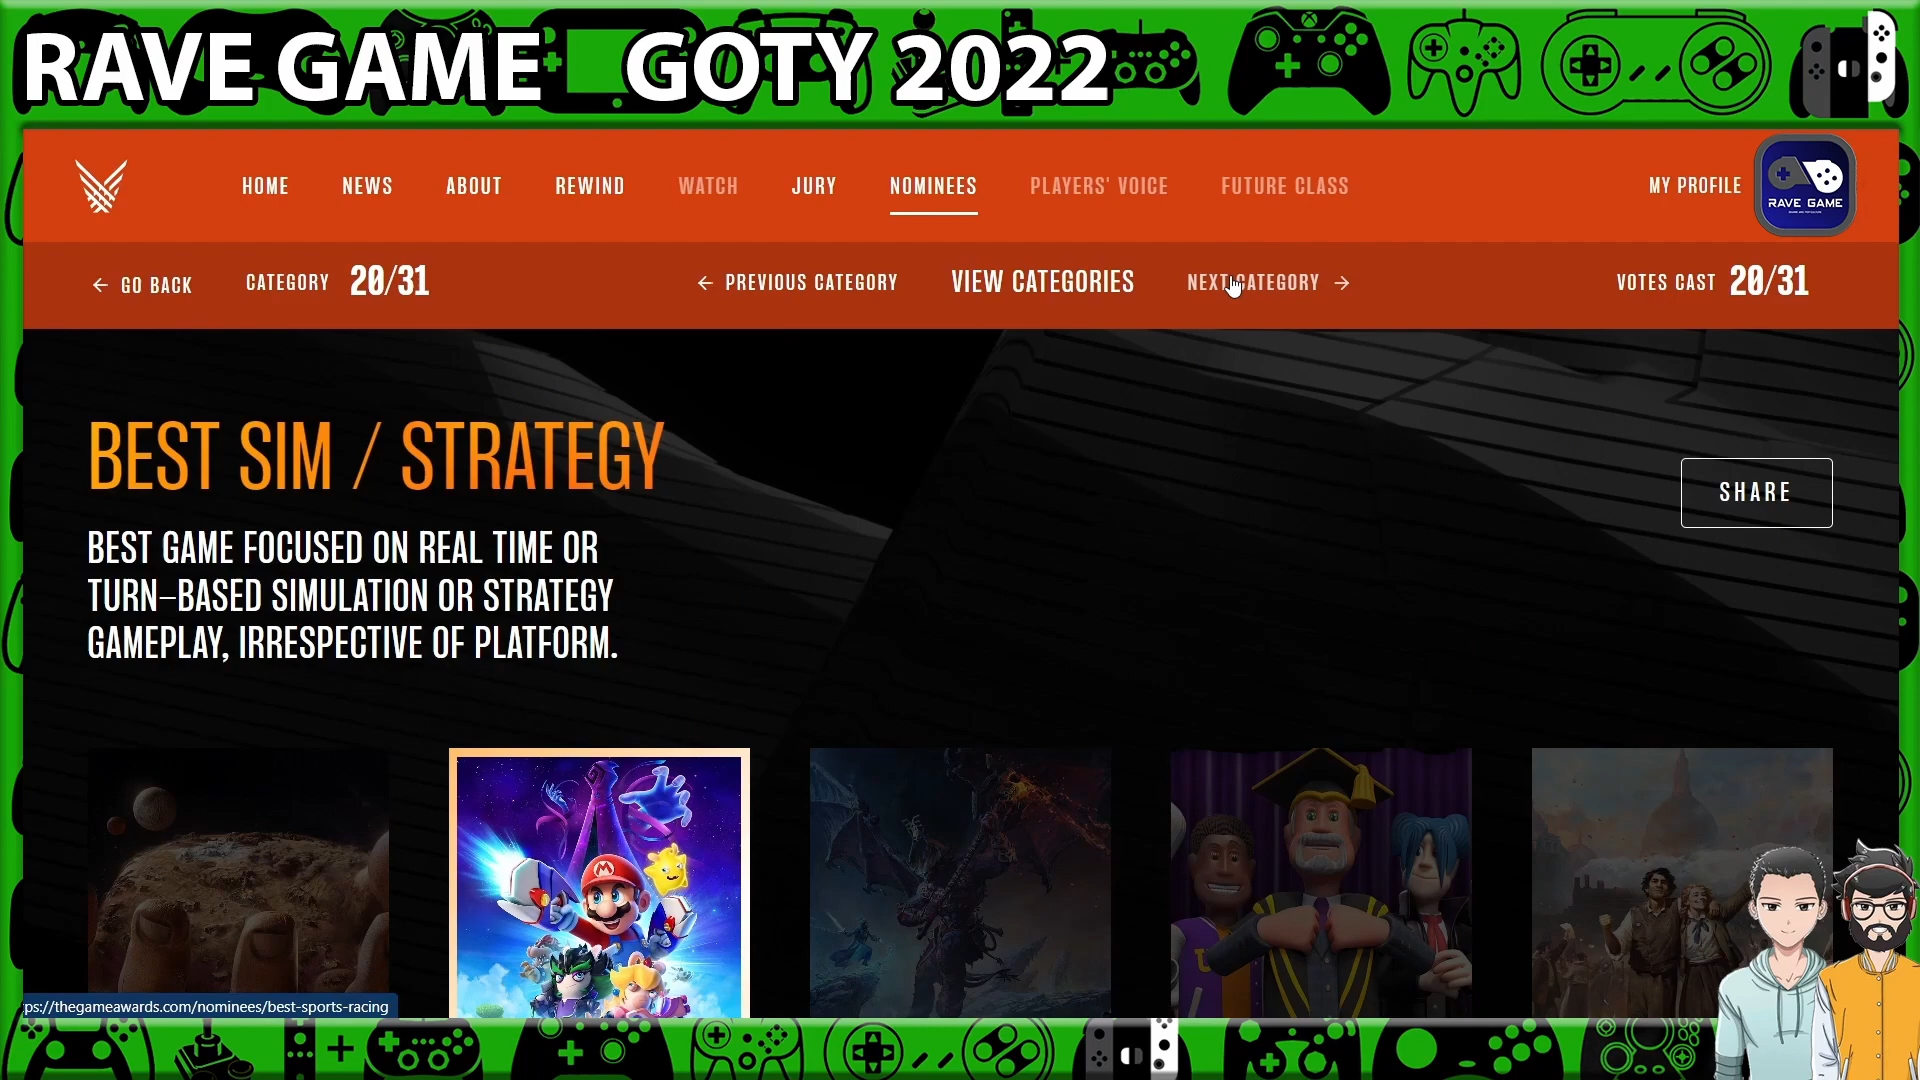 RAVE GAME GOTY 2022
HOME NEWS ABOUT REWIND WATCH JURY NOMINEES PLAYERS' VOICE FUTURE CLASS MY PROFILE
RAVE GAME
← GO BACK CATEGORY 20/31 ← PREVIOUS CATEGORY VIEW CATEGORIES NEXT CATEGORY → VOTES CAST 20/31
BEST SIM / STRATEGY
SHARE
BEST GAME FOCUSED ON REAL TIME OR
TURN-BASED SIMULATION OR STRATEGY
GAMEPLAY, IRRESPECTIVE OF PLATFORM.
ps://thegameawards.com/nominees/best-sports-racing